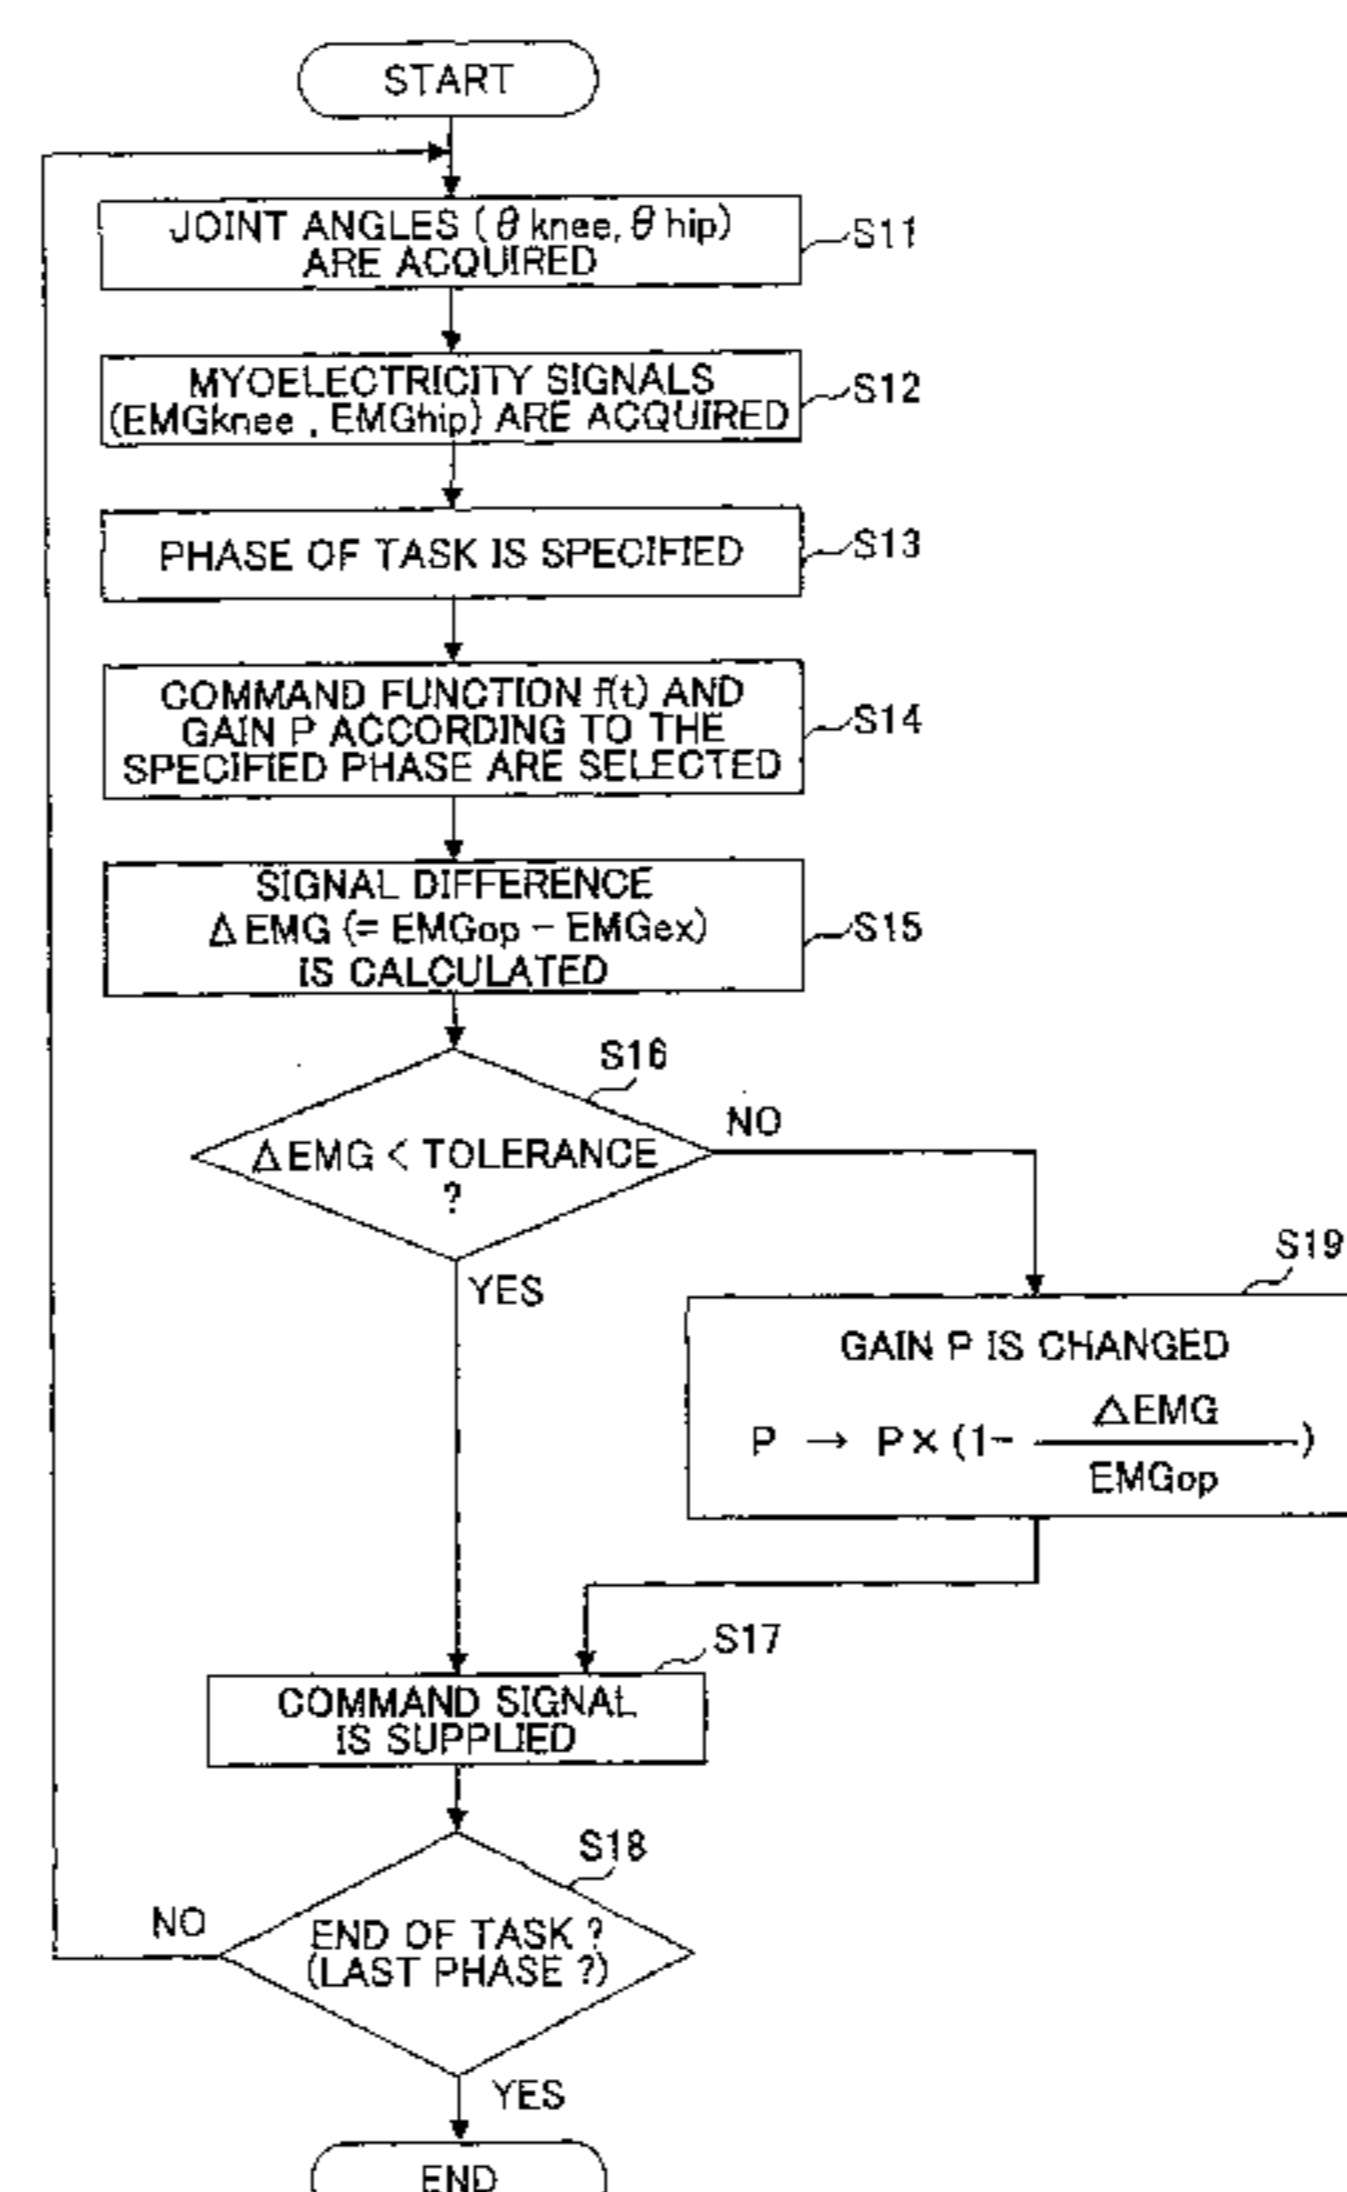 START
JOINT ANGLES (θ knee, θ hip)
ARE ACQUIRED
S11
MYOELECTRICITY SIGNALS
(EMGknee , EMGhip) ARE ACQUIRED
S12
PHASE OF TASK IS SPECIFIED
S13
COMMAND FUNCTION f(t) AND
GAIN P ACCORDING TO THE
SPECIFIED PHASE ARE SELECTED
S14
SIGNAL DIFFERENCE
Δ EMG (= EMGop - EMGex)
IS CALCULATED
S15
S16
ΔEMG < TOLERANCE
?
NO
YES
S19
GAIN P IS CHANGED
ΔEMG
P → P × (1- )
EMGop
S17
COMMAND SIGNAL
IS SUPPLIED
S18
END OF TASK ?
(LAST PHASE ?)
NO
YES
END